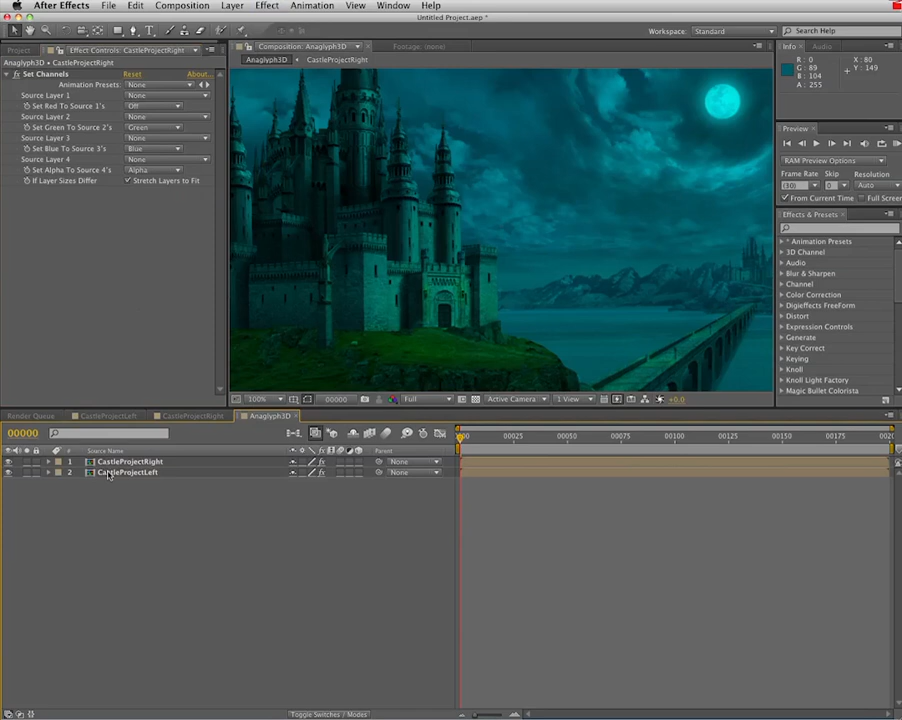 After Effects File Edit Composition Layer Effect Animation View Window Help
Untitled Project.aep *
Workspace: Standard Search Help
Project Effect Controls: CastleProjectRight Composition: Anaglyph3D Footage: (none) Info Audio
Anaglyph3D • CastleProjectRight Anaglyph3D CastleProjectRight
fx Set Channels Reset About...
Animation Presets: None
Source Layer 1 None
Set Red To Source 1's Off
Source Layer 2 None
Set Green To Source 2's Green
Source Layer 3 None
Set Blue To Source 3's Blue
Source Layer 4 None
Set Alpha To Source 4's Alpha
If Layer Sizes Differ Stretch Layers to Fit
R: 0 X: 80
G: 89 Y: 149
B: 104
A: 255
Preview
RAM Preview Options
Frame Rate Skip Resolution
(30) 0 Auto
From Current Time Full Screen
Effects & Presets
* Animation Presets
3D Channel
Audio
Blur & Sharpen
Channel
Color Correction
Digieffects FreeForm
Distort
Expression Controls
Generate
Key Correct
Keying
Knoll
Knoll Light Factory
Magic Bullet Colorista
100% 00000 Full Active Camera 1 View +0.0
Render Queue CastleProjectLeft CastleProjectRight Anaglyph3D
00000
00025 00050 00075 00100 00125 00150 00175
# Source Name Parent
1 CastleProjectRight None
2 CastleProjectLeft None
Toggle Switches / Modes